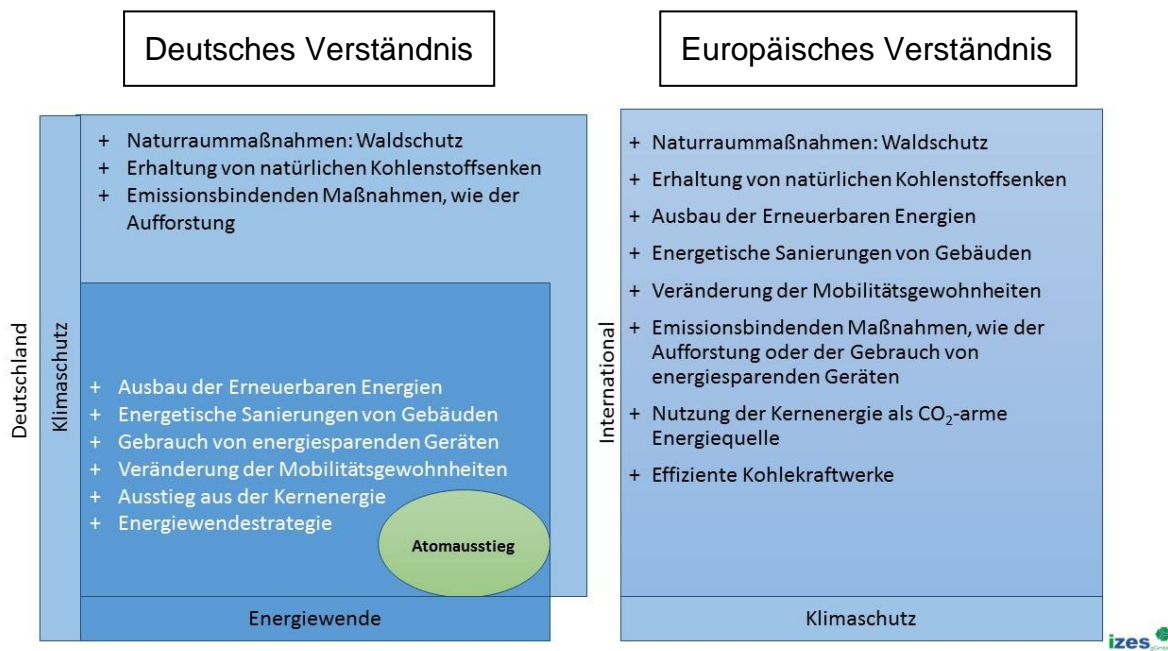 Deutsches Verständnis
Deutschland
Klimaschutz
+ Naturraummaßnahmen: Waldschutz
+ Erhaltung von natürlichen Kohlenstoffsenken
+ Emissionsbindenden Maßnahmen, wie der
Aufforstung
+ Ausbau der Erneuerbaren Energien
+ Energetische Sanierungen von Gebäuden
+ Gebrauch von energiesparenden Geräten
+ Veränderung der Mobilitätsgewohnheiten
+ Ausstieg aus der Kernenergie
+ Energiewendestrategie
Atomausstieg
Energiewende
Europäisches Verständnis
International
+ Naturraummaßnahmen: Waldschutz
+ Erhaltung von natürlichen Kohlenstoffsenken
+ Ausbau der Erneuerbaren Energien
+ Energetische Sanierungen von Gebäuden
+ Veränderung der Mobilitätsgewohnheiten
+ Emissionsbindenden Maßnahmen, wie der
Aufforstung oder der Gebrauch von
energiesparenden Geräten
+ Nutzung der Kernenergie als CO₂-arme
Energiequelle
+ Effiziente Kohlekraftwerke
Klimaschutz
izes